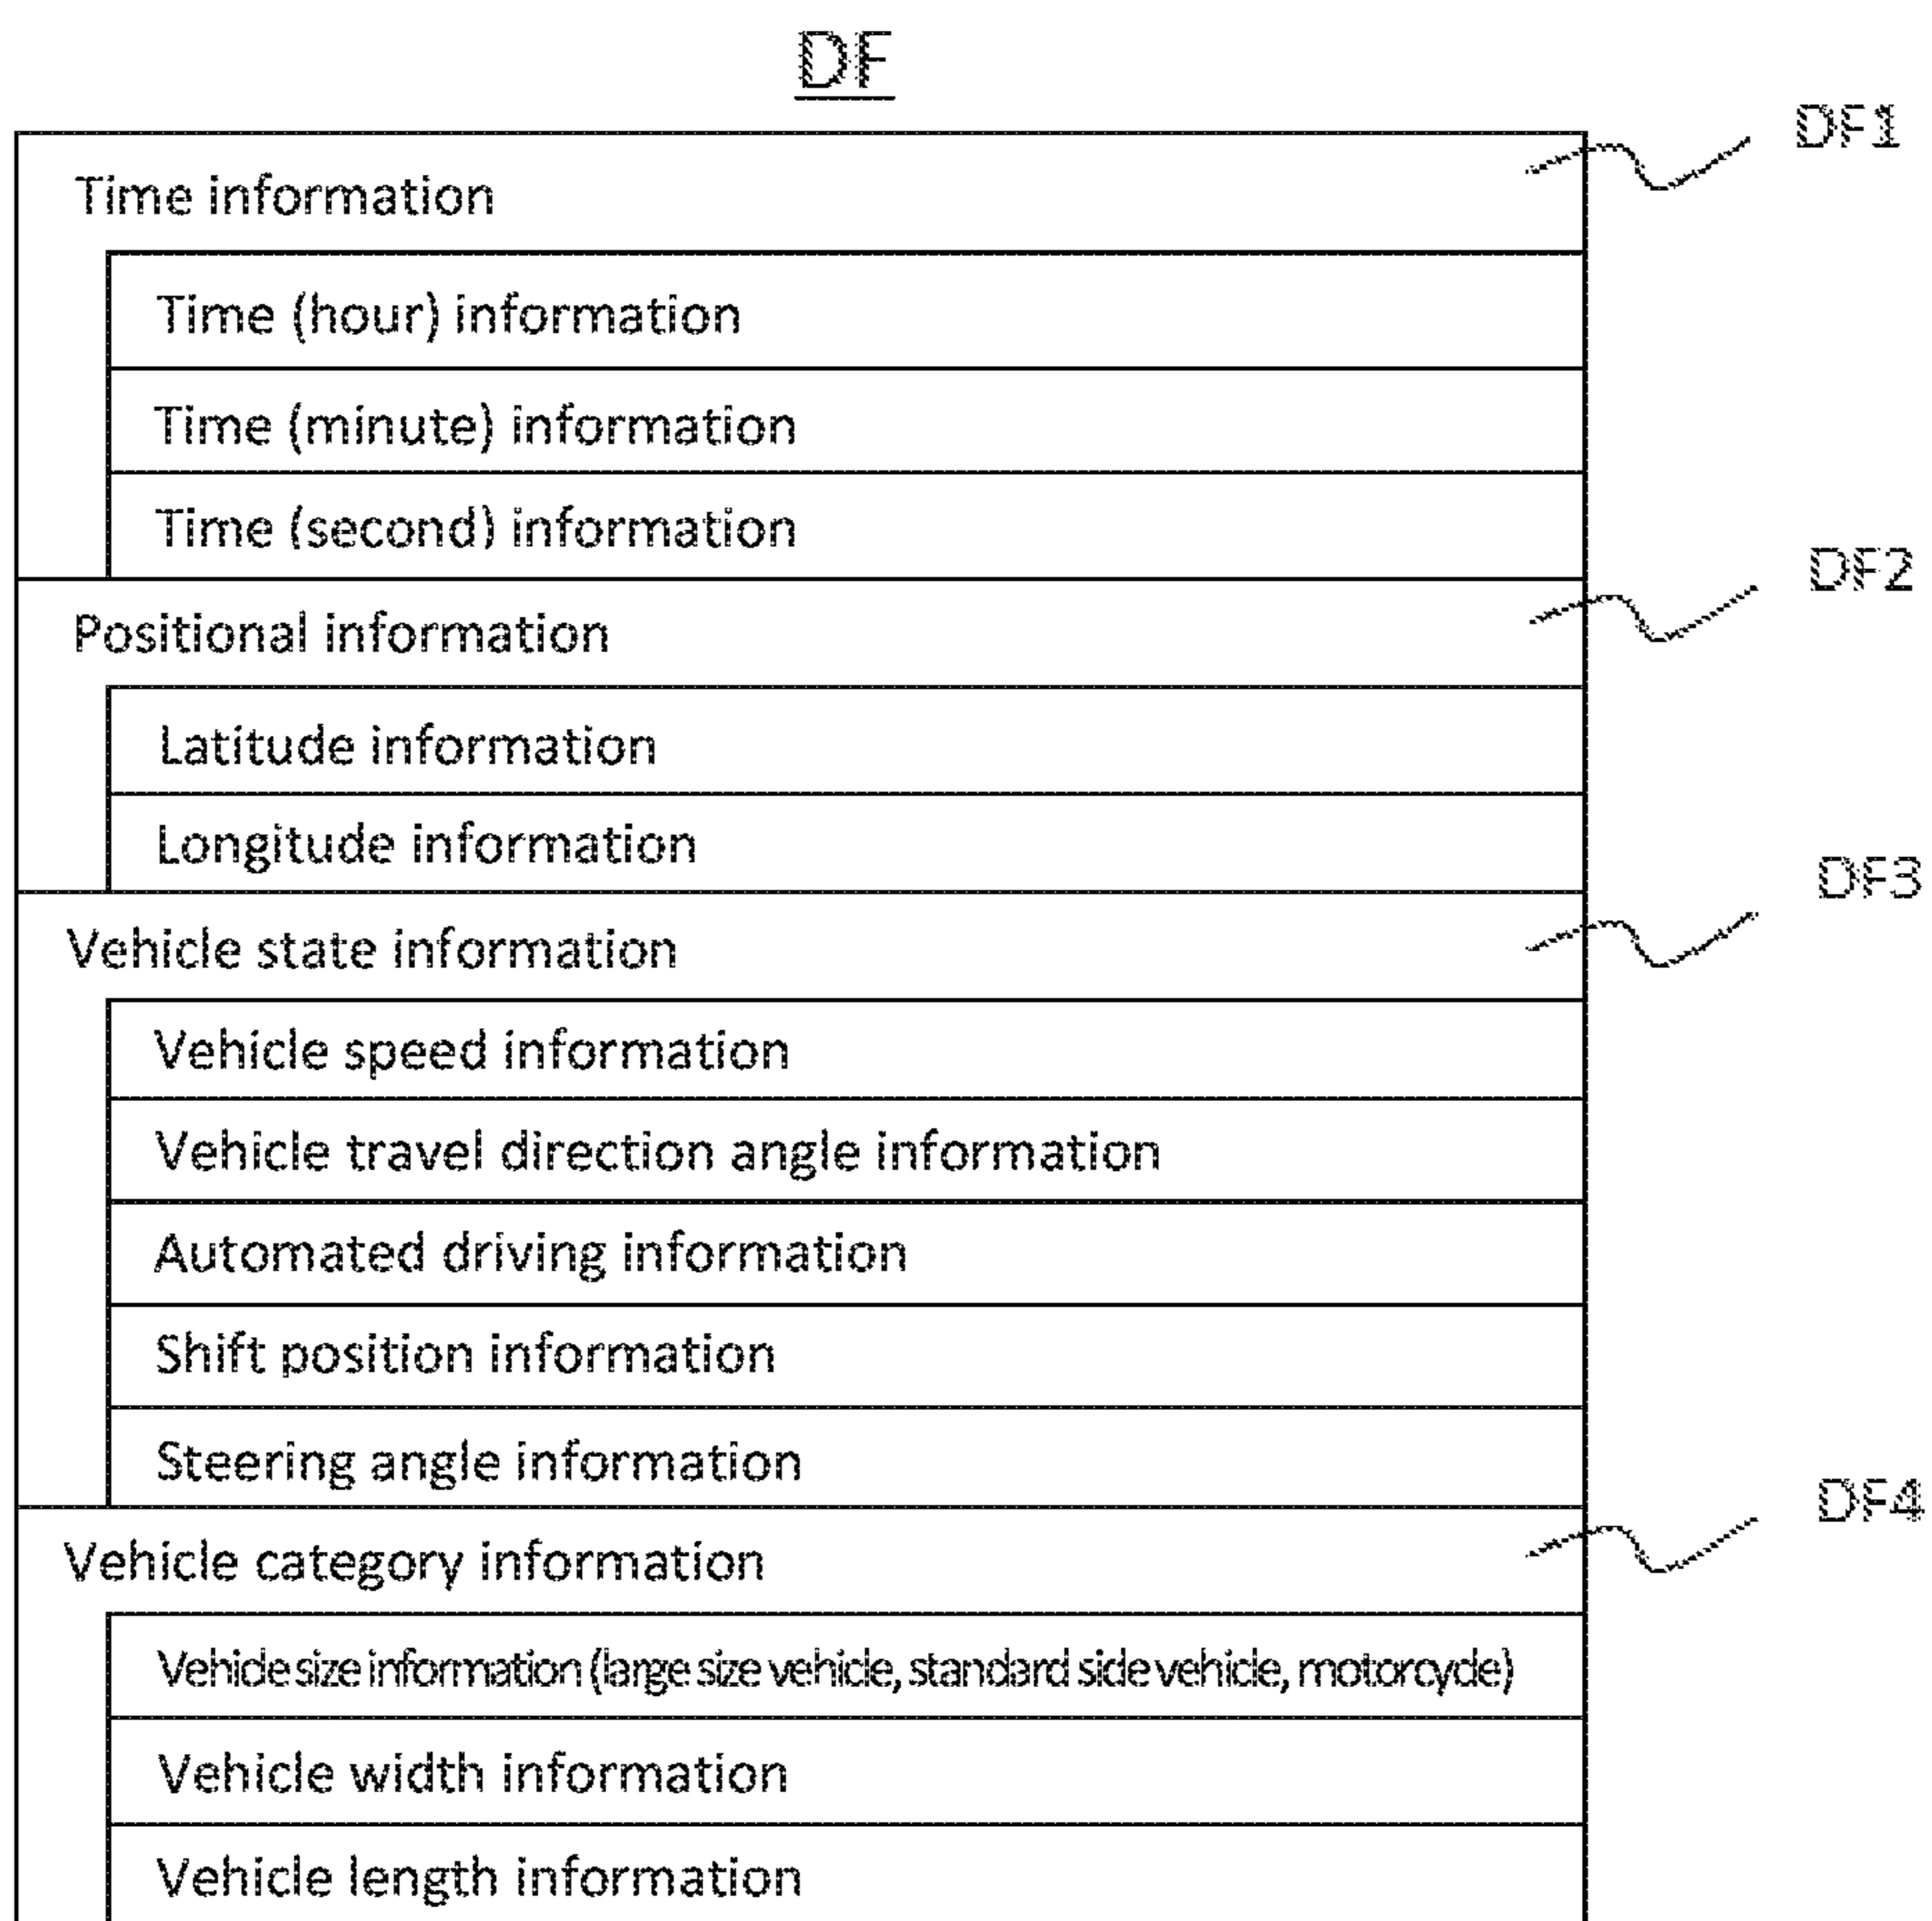 DF
DF1
Time information
Time (hour) information
Time (minute) information
Time (second) information
DF2
Positional information
Latitude information
Longitude information
DF3
Vehicle state information
Vehicle speed information
Vehicle travel direction angle information
Automated driving information
Shift position information
Steering angle information
DF4
Vehicle category information
Vehicle size information (large size vehicle, standard side vehicle, motorcycle)
Vehicle width information
Vehicle length information